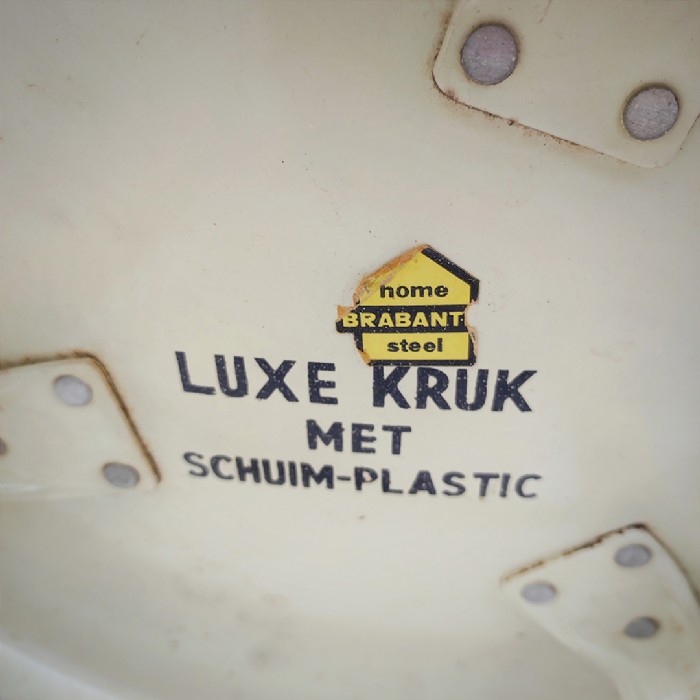 home
BRABANT
steel
LUXE KRUK
MET
SCHUIM-PLASTIC